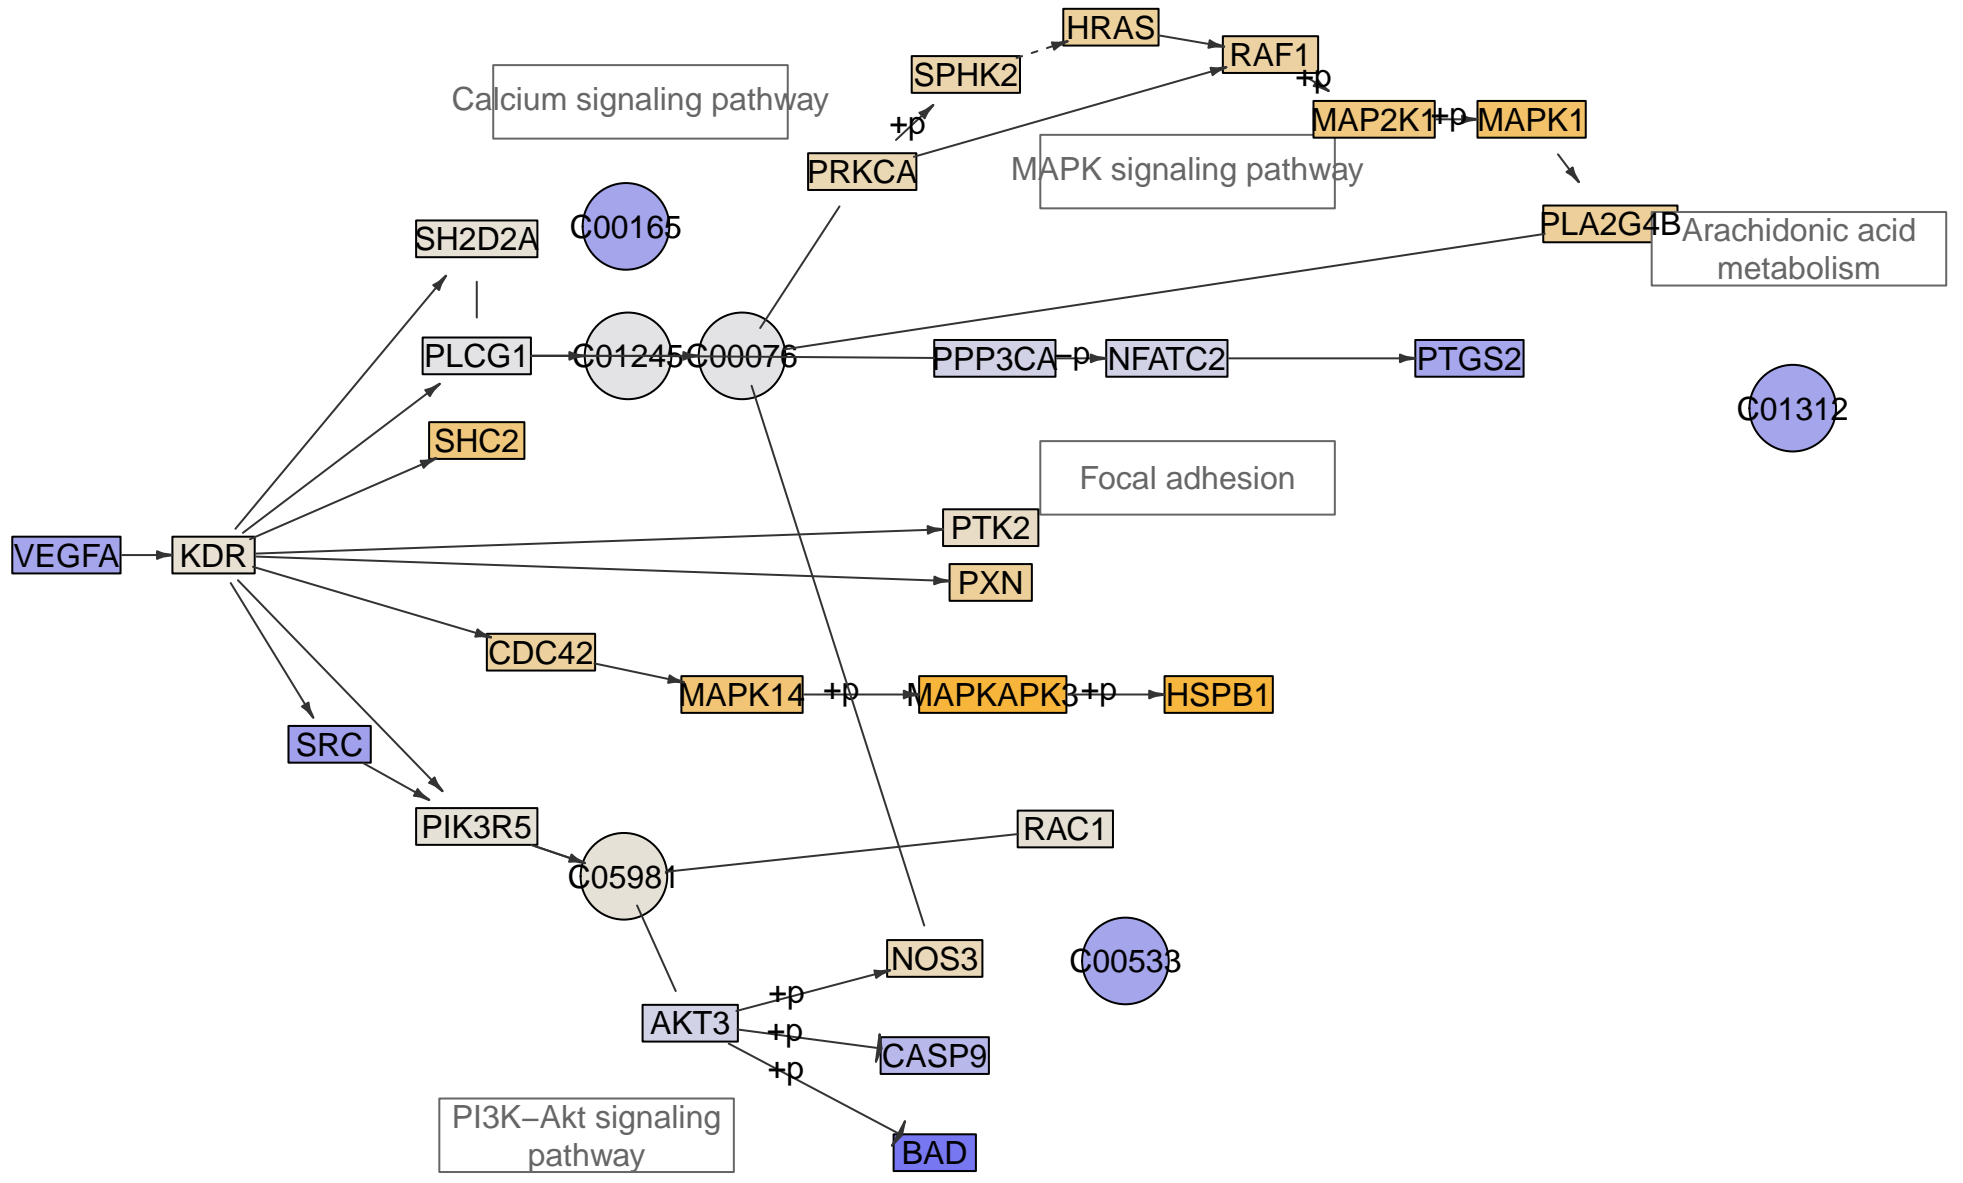 HRAS
RAF1
SPHK2
+p
Calcium signaling pathway
MAP2K1
+p
MAPK1
+p
PRKCA
MAPK signaling pathway
C00165
SH2D2A
PLA2G4B
Arachidonic acid
metabolism
PLCG1
C01245
C00076
PPP3CA
−p
NFATC2
PTGS2
C01312
SHC2
Focal adhesion
PTK2
VEGFA
KDR
PXN
CDC42
MAPK14
+p
MAPKAPK3
+p
HSPB1
SRC
PIK3R5
RAC1
C05981
NOS3
C00533
+p
AKT3
+p
CASP9
+p
PI3K−Akt signaling
pathway
BAD